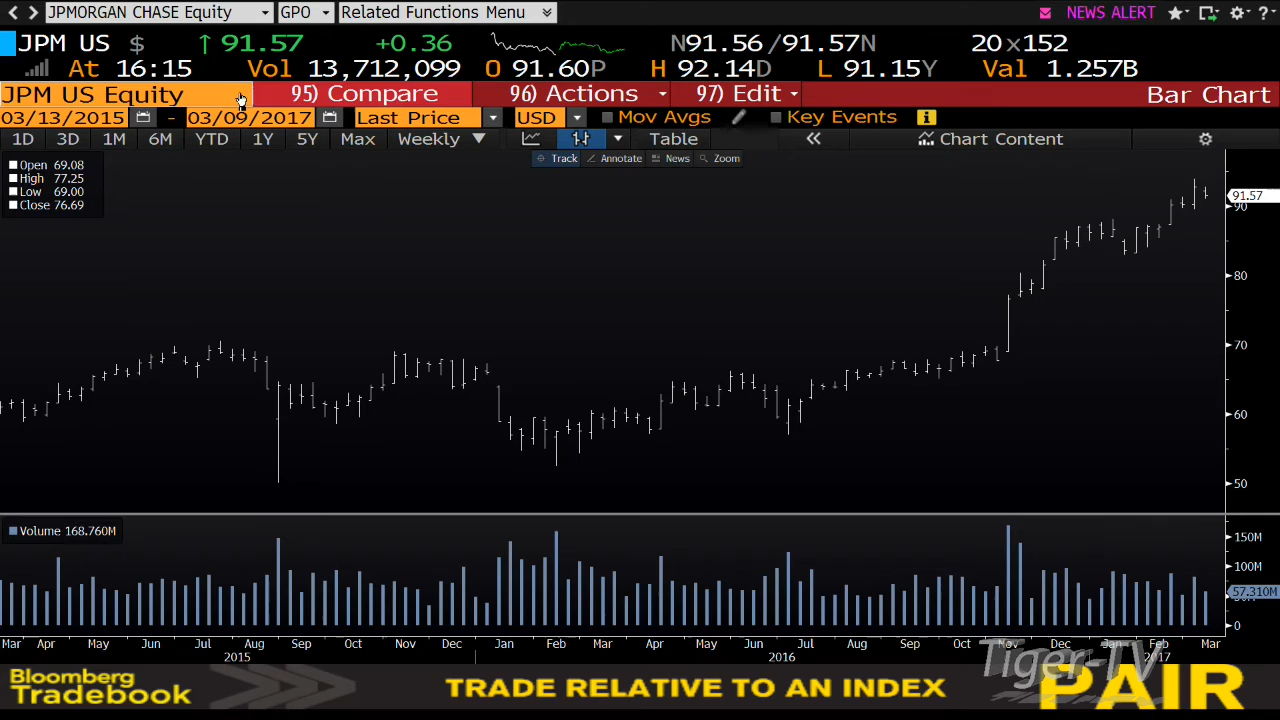 JPMORGAN CHASE Equity GPO Related Functions Menu NEWS ALERT ?
JPM US $ ↑ 91.57 +0.36 N91.56 / 91.57N 20 x 152
At 16:15 Vol 13,712,099 O 91.60P H 92.14D L 91.15Y Val 1.257B
JPM US Equity 95) Compare 96) Actions 97) Edit Bar Chart
03/13/2015 - 03/09/2017 Last Price USD Mov Avgs Key Events
1D 3D 1M 6M YTD 1Y 5Y Max Weekly Table Chart Content
Track Annotate News Zoom
Open 69.08
High 77.25
Low 69.00
Close 76.69
91.57
90
80
70
60
50
Volume 168.760M
150M
100M
57.310M
0
Mar Apr May Jun Jul Aug Sep Oct Nov Dec Jan Feb Mar Apr May Jun Jul Aug Sep Oct Nov Dec Jan Feb Mar
2015 2016 2017
Tiger-TV
Bloomberg
Tradebook
TRADE RELATIVE TO AN INDEX
PAIR